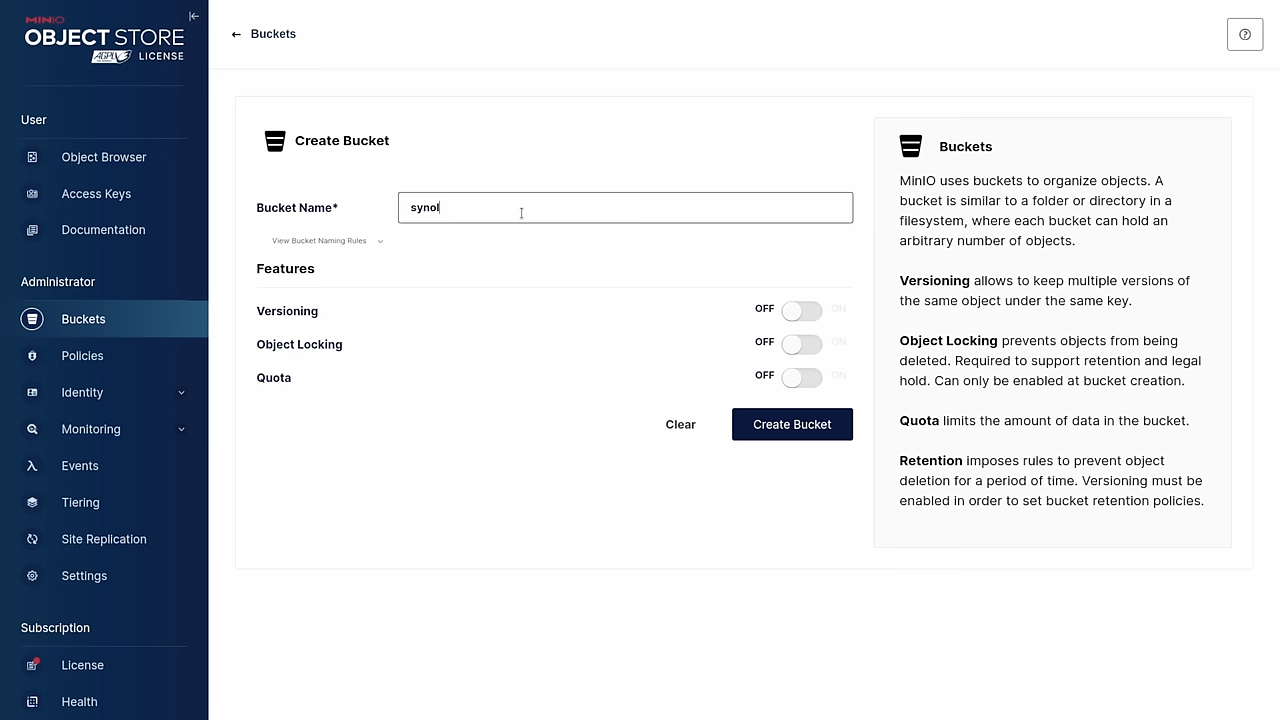 MINIO
OBJECT STORE
AGPLv3 LICENSE
User
Object Browser
Access Keys
Documentation
Administrator
Buckets
Policies
Identity
Monitoring
Events
Tiering
Site Replication
Settings
Subscription
License
Health
Buckets
Create Bucket
Bucket Name*
synol
View Bucket Naming Rules
Features
Versioning
OFF ON
Object Locking
OFF ON
Quota
OFF ON
Clear
Create Bucket
Buckets
MinIO uses buckets to organize objects. A
bucket is similar to a folder or directory in a
filesystem, where each bucket can hold an
arbitrary number of objects.
Versioning allows to keep multiple versions of
the same object under the same key.
Object Locking prevents objects from being
deleted. Required to support retention and legal
hold. Can only be enabled at bucket creation.
Quota limits the amount of data in the bucket.
Retention imposes rules to prevent object
deletion for a period of time. Versioning must be
enabled in order to set bucket retention policies.